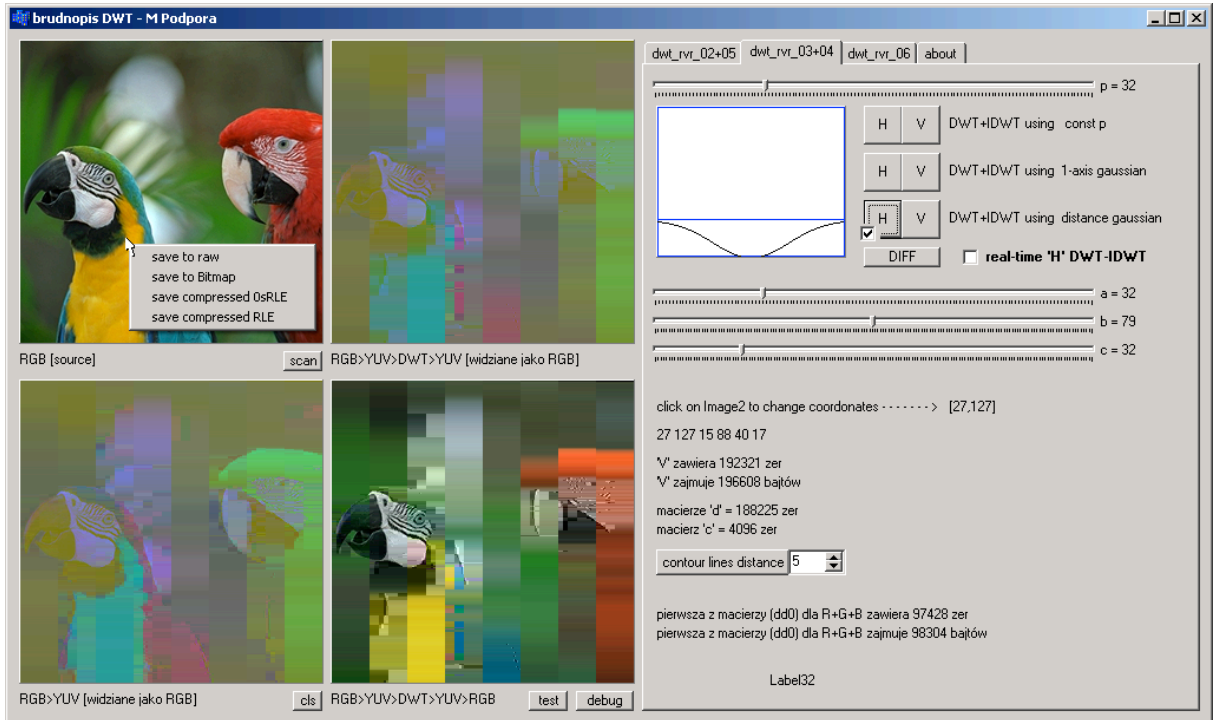 brudnopis DWT - M Podpora
save to raw
save to Bitmap
save compressed 0sRLE
save compressed RLE
RGB [source]
scan
RGB>YUV>DWT>YUV [widziane jako RGB]
RGB>YUV [widziane jako RGB]
cls
RGB>YUV>DWT>YUV>RGB
test
debug
dwt_rvr_02+05
dwt_rvr_03+04
dwt_rvr_06
about
p = 32
H V DWT+IDWT using const p
H V DWT+IDWT using 1-axis gaussian
H V DWT+IDWT using distance gaussian
DIFF
real-time 'H' DWT-IDWT
a = 32
b = 79
c = 32
click on Image2 to change coordonates - - - - - - - > [27,127]
27 127 15 88 40 17
'V' zawiera 192321 zer
'V' zajmuje 196608 bajtów
macierze 'd' = 188225 zer
macierz 'c' = 4096 zer
contour lines distance 5
pierwsza z macierzy (dd0) dla R+G+B zawiera 97428 zer
pierwsza z macierzy (dd0) dla R+G+B zajmuje 98304 bajtów
Label32